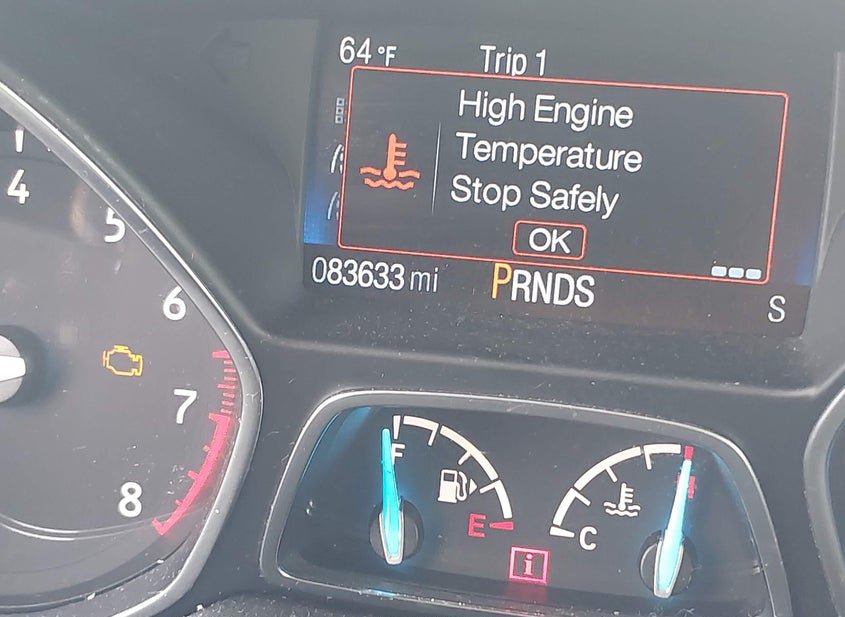 64 °F Trip 1
High Engine
Temperature
Stop Safely
OK
083633 mi PRNDS
S
4
5
6
7
8
F
E
C
H
i